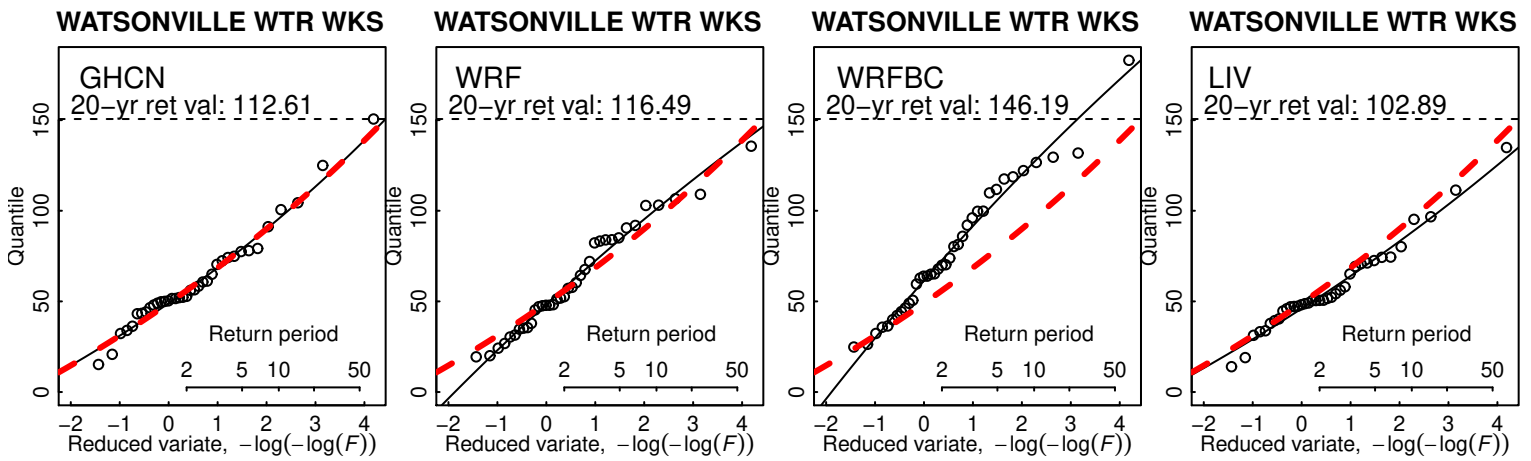 WATSONVILLE WTR WKS
GHCN
20−yr ret val: 112.61
Quantile
0 50 100 150
Return period
2 5 10 50
−2 −1 0 1 2 3 4
Reduced variate, −log(−log(F))
WATSONVILLE WTR WKS
WRF
20−yr ret val: 116.49
Quantile
0 50 100 150
Return period
2 5 10 50
−2 −1 0 1 2 3 4
Reduced variate, −log(−log(F))
WATSONVILLE WTR WKS
WRFBC
20−yr ret val: 146.19
Quantile
0 50 100 150
Return period
2 5 10 50
−2 −1 0 1 2 3 4
Reduced variate, −log(−log(F))
WATSONVILLE WTR WKS
LIV
20−yr ret val: 102.89
Quantile
0 50 100 150
Return period
2 5 10 50
−2 −1 0 1 2 3 4
Reduced variate, −log(−log(F))